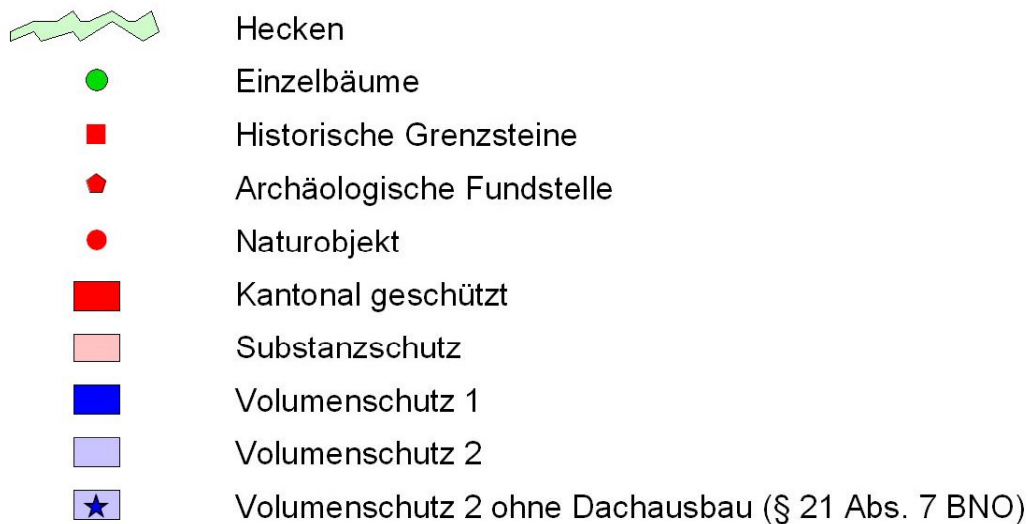 Hecken
Einzelbäume
Historische Grenzsteine
Archäologische Fundstelle
Naturobjekt
Kantonal geschützt
Substanzschutz
Volumenschutz 1
Volumenschutz 2
Volumenschutz 2 ohne Dachausbau (§ 21 Abs. 7 BNO)